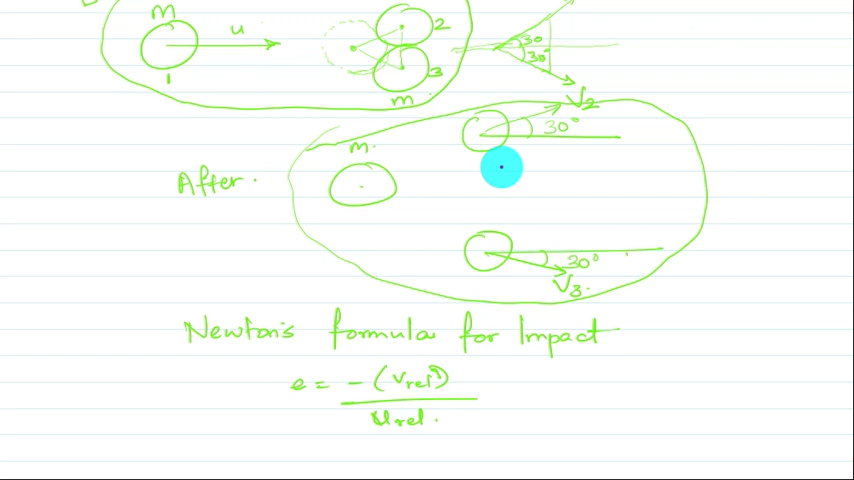 m
u
2
1
3
m
30
30°
V2
30°
m.
After.
30°
V3.
Newton's formula for Impact
e = -(Vrel)
Urel.